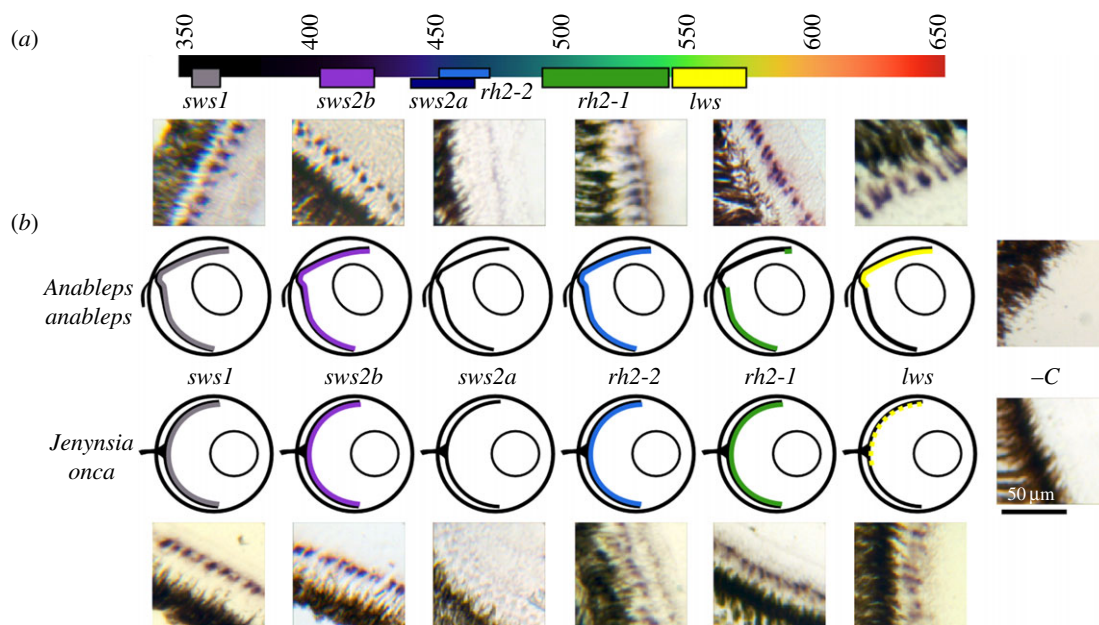 (a)
350 400 450 500 550 600 650
sws1 sws2b sws2a rh2-2 rh2-1 lws
(b)
Anableps
anableps
sws1 sws2b sws2a rh2-2 rh2-1 lws –C
Jenynsia
onca
50 µm